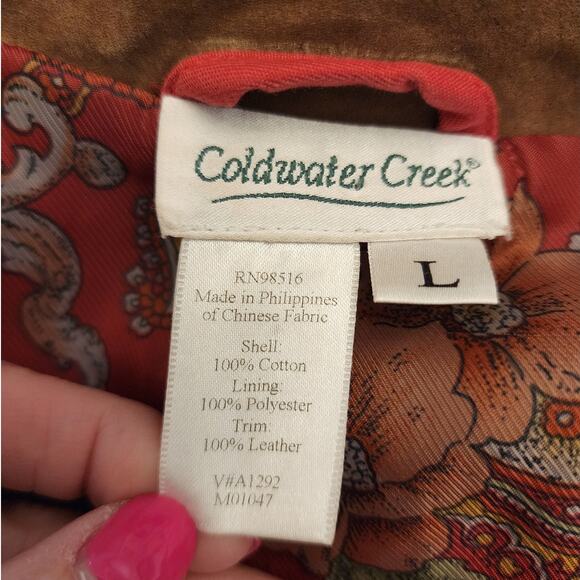 Coldwater Creek®
L
RN98516
Made in Philippines
of Chinese Fabric
Shell:
100% Cotton
Lining:
100% Polyester
Trim:
100% Leather
V#A1292
M01047